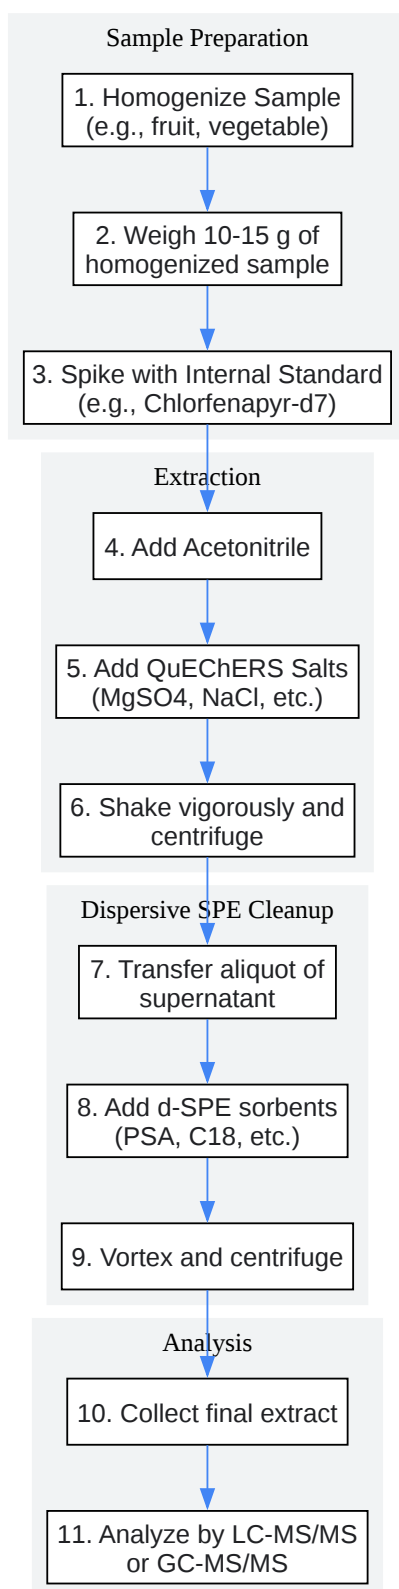 Sample Preparation
1. Homogenize Sample
(e.g., fruit, vegetable)
2. Weigh 10-15 g of
homogenized sample
3. Spike with Internal Standard
(e.g., Chlorfenapyr-d7)
Extraction
4. Add Acetonitrile
5. Add QuEChERS Salts
(MgSO4, NaCl, etc.)
6. Shake vigorously and
centrifuge
Dispersive SPE Cleanup
7. Transfer aliquot of
supernatant
8. Add d-SPE sorbents
(PSA, C18, etc.)
9. Vortex and centrifuge
Analysis
10. Collect final extract
11. Analyze by LC-MS/MS
or GC-MS/MS